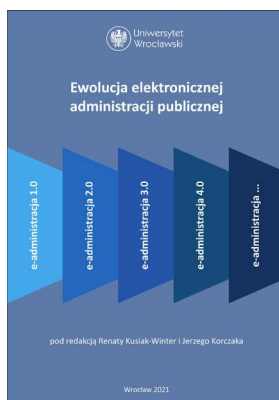 Uniwersytet
Wrocławski
Ewolucja elektronicznej
administracji publicznej
e-administracja 1.0
e-administracja 2.0
e-administracja 3.0
e-administracja 4.0
e-administracja ...
pod redakcją Renaty Kusiak-Winter i Jerzego Korczaka
Wrocław 2021